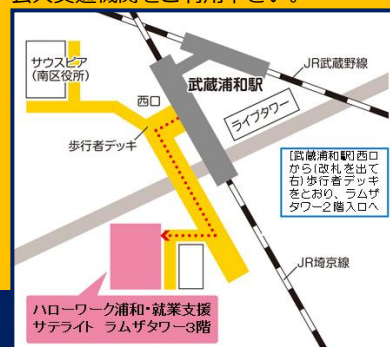 公共交通機関をご利用下さい。
サウスピア
(南区役所)
西口
武蔵浦和駅
JR武蔵野線
ライブタワー
歩行者デッキ
[武蔵浦和駅]西口
から(改札を出て
右)歩行者デッキ
をとおり、ラムザ
タワー2階入口へ
JR埼京線
ハローワーク浦和・就業支援
サテライト ラムザタワー3階